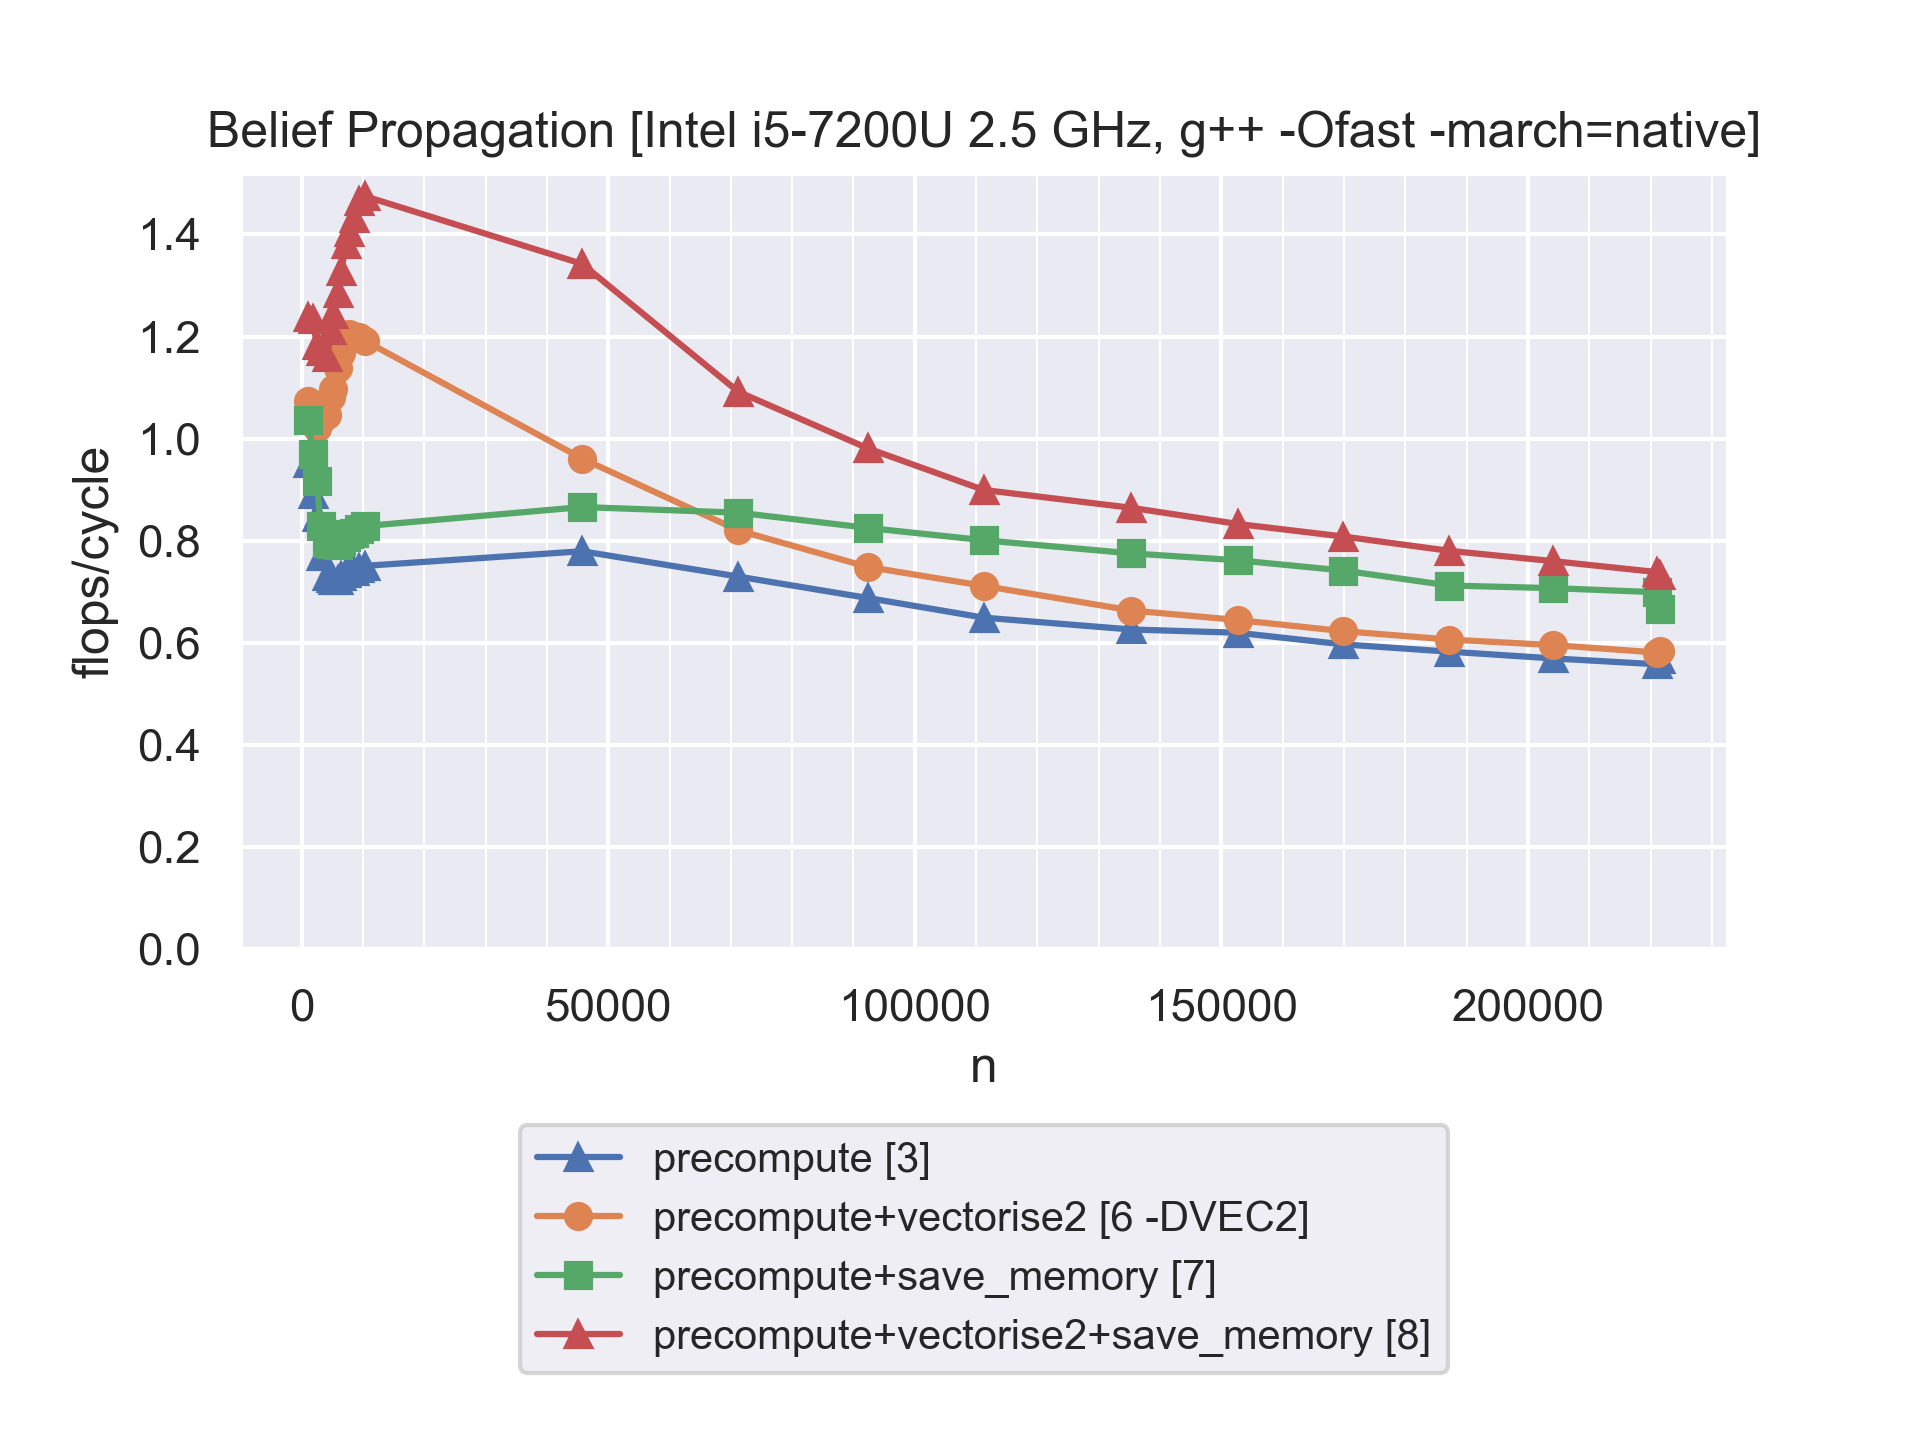 Belief Propagation [Intel i5-7200U 2.5 GHz, g++ -Ofast -march=native]
flops/cycle
1.4
1.2
1.0
0.8
0.6
0.4
0.2
0.0
0 50000 100000 150000 200000
n
precompute [3]
precompute+vectorise2 [6 -DVEC2]
precompute+save_memory [7]
precompute+vectorise2+save_memory [8]